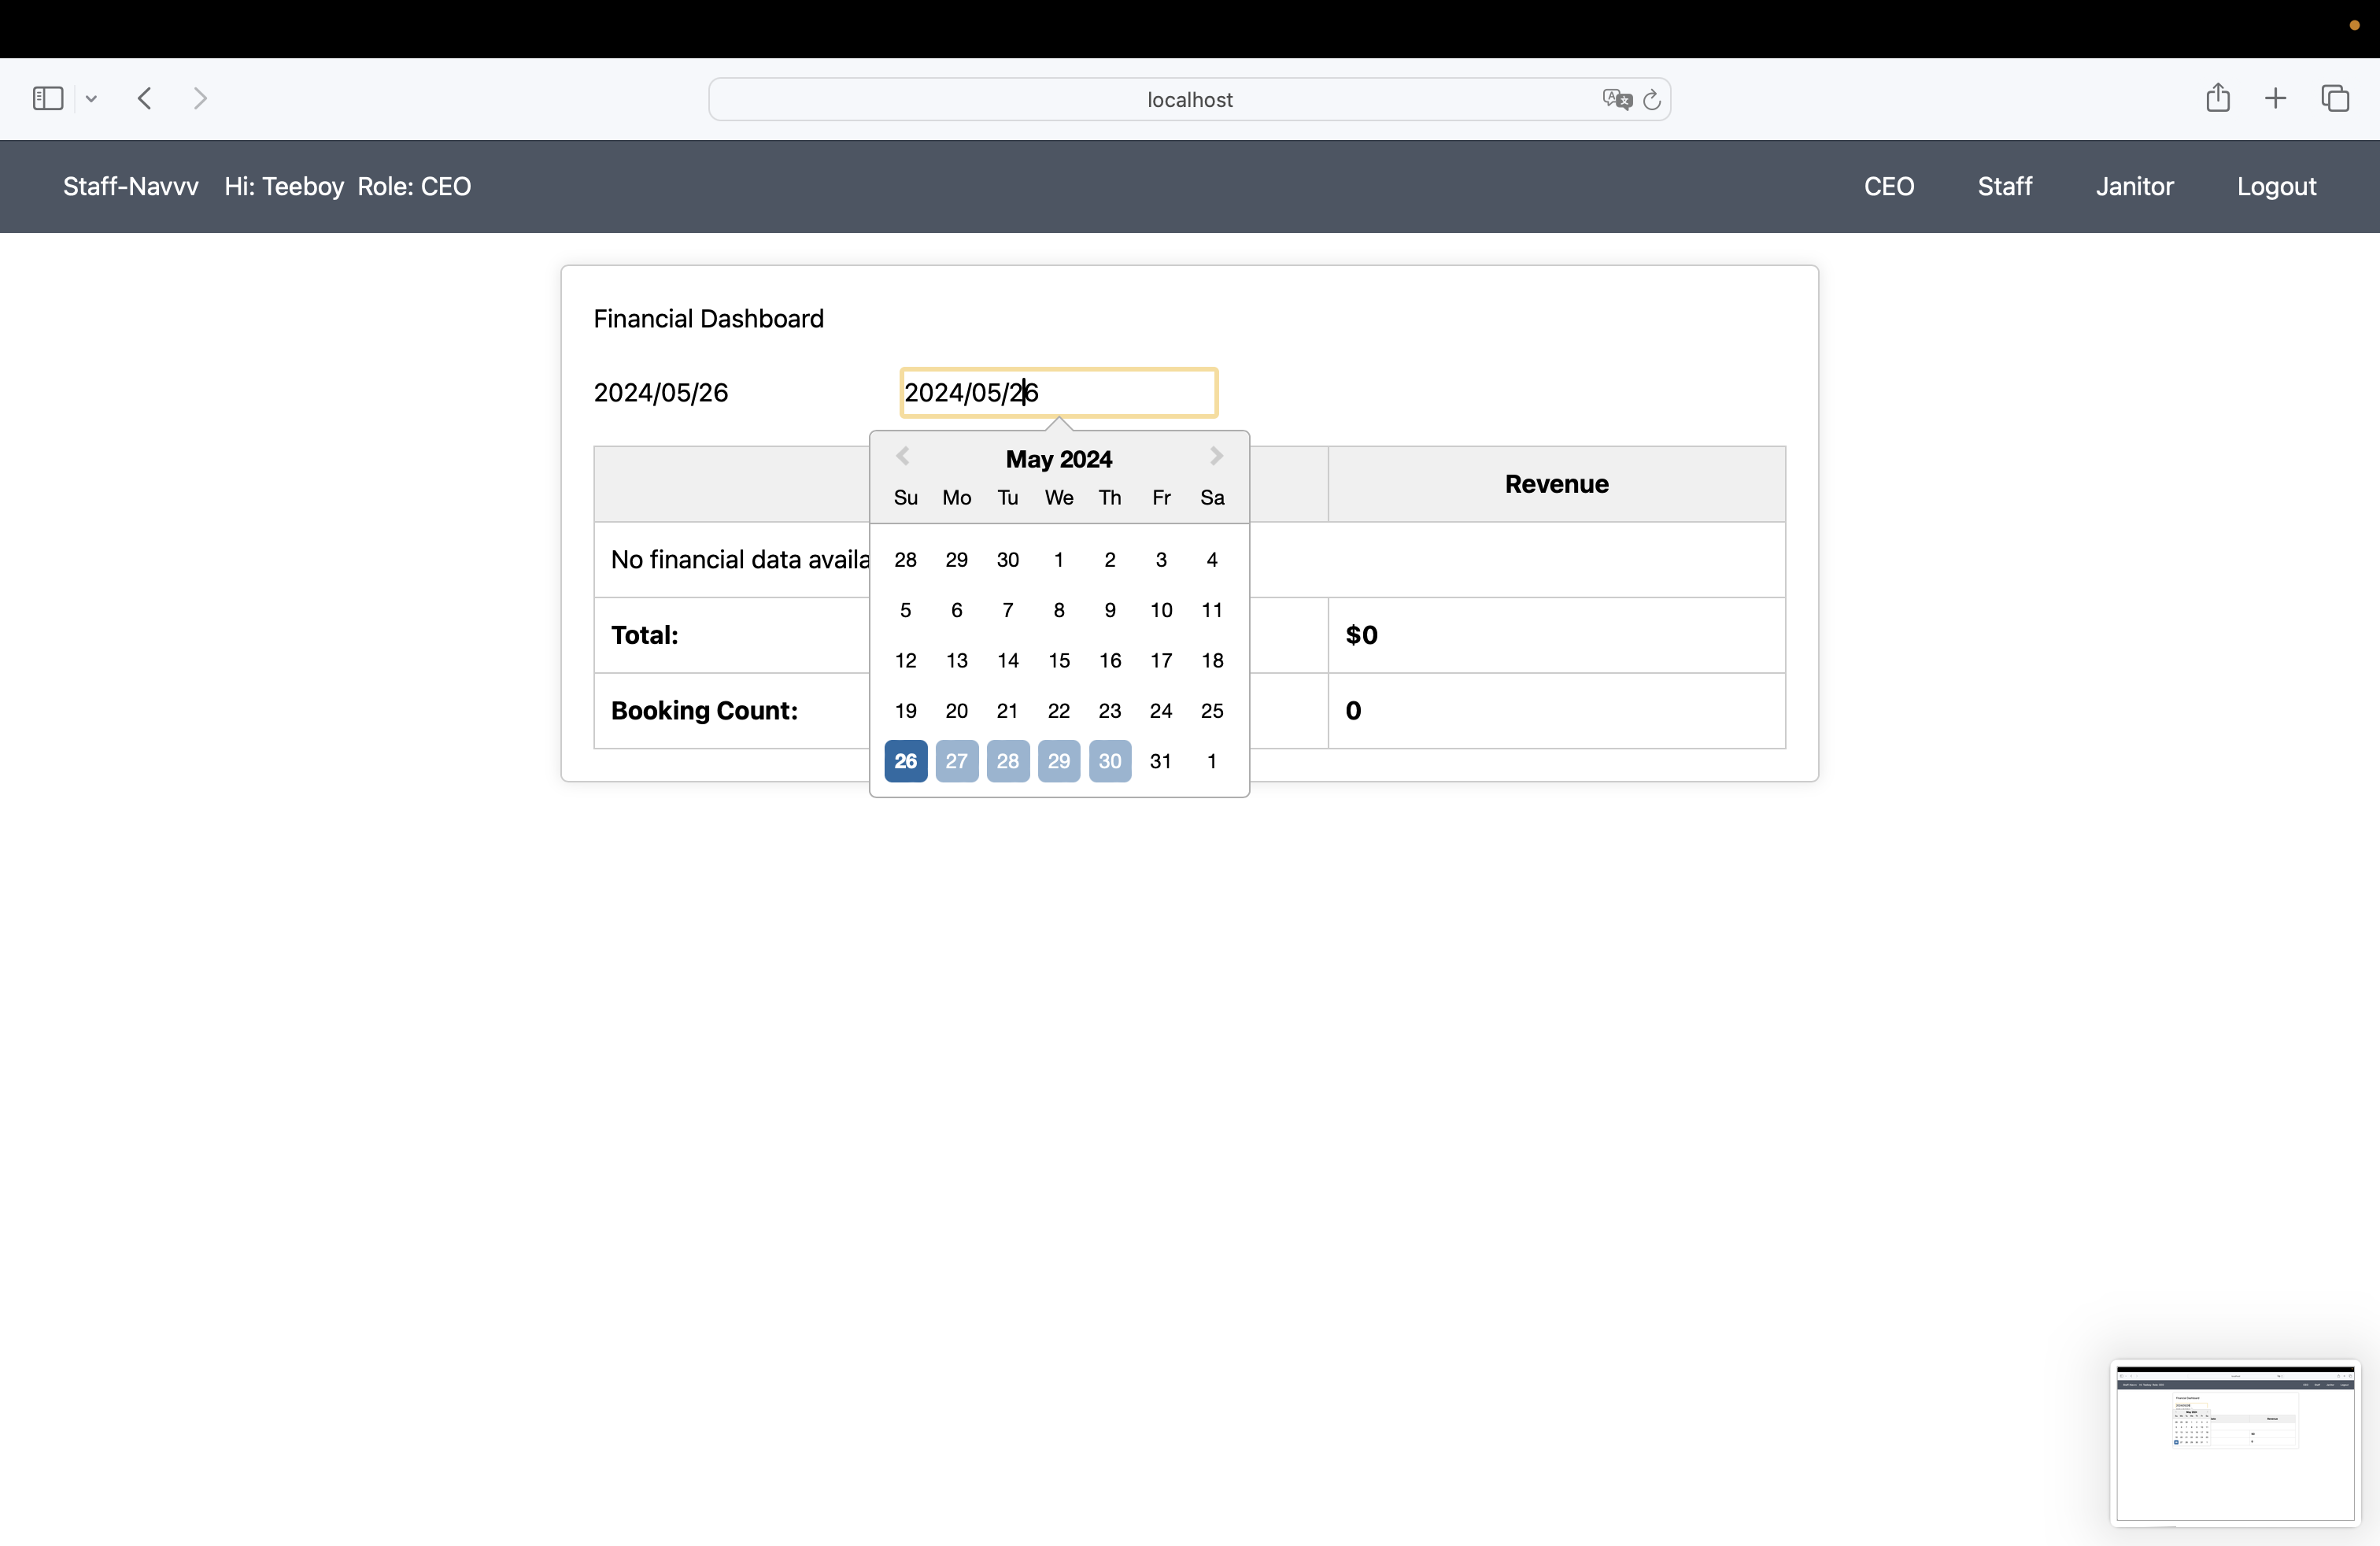 localhost
Staff-Navvv Hi: Teeboy Role: CEO CEO Staff Janitor Logout
Financial Dashboard
2024/05/26 2024/05/26
May 2024
Su Mo Tu We Th Fr Sa
28 29 30 1 2 3 4
5 6 7 8 9 10 11
12 13 14 15 16 17 18
19 20 21 22 23 24 25
26 27 28 29 30 31 1
Revenue
No financial data availa
Total: $0
Booking Count: 0